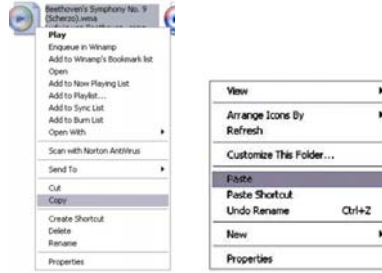 Beethoven's Symphony No. 9
(Scherzo).wma
Play
Enqueue in Winamp
Add to Winamp's Bookmark list
Open
Add to Now Playing List
Add to Playlist...
Add to Sync List
Add to Burn List
Open With
Scan with Norton AntiVirus
Send To
Cut
Copy
Create Shortcut
Delete
Rename
Properties
View
Arrange Icons By
Refresh
Customize This Folder...
Paste
Paste Shortcut
Undo Rename Ctrl+Z
New
Properties